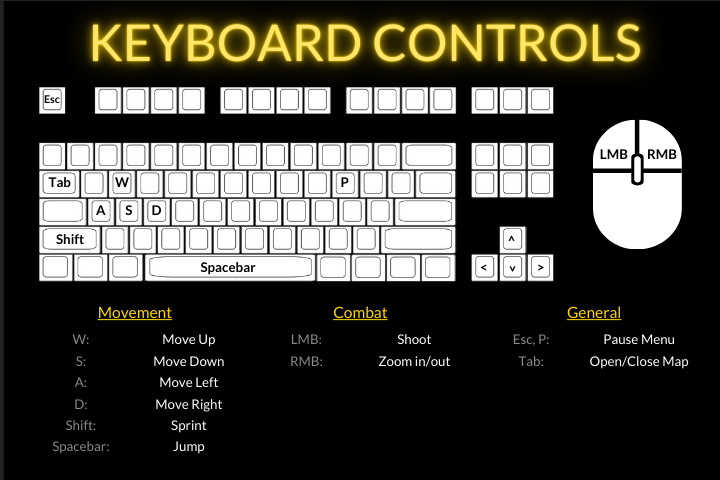 KEYBOARD CONTROLS
Esc
LMB RMB
Tab W P
A S D
Shift ^
Spacebar < v >
Movement Combat General
W: Move Up LMB: Shoot Esc, P: Pause Menu
S: Move Down RMB: Zoom in/out Tab: Open/Close Map
A: Move Left
D: Move Right
Shift: Sprint
Spacebar: Jump